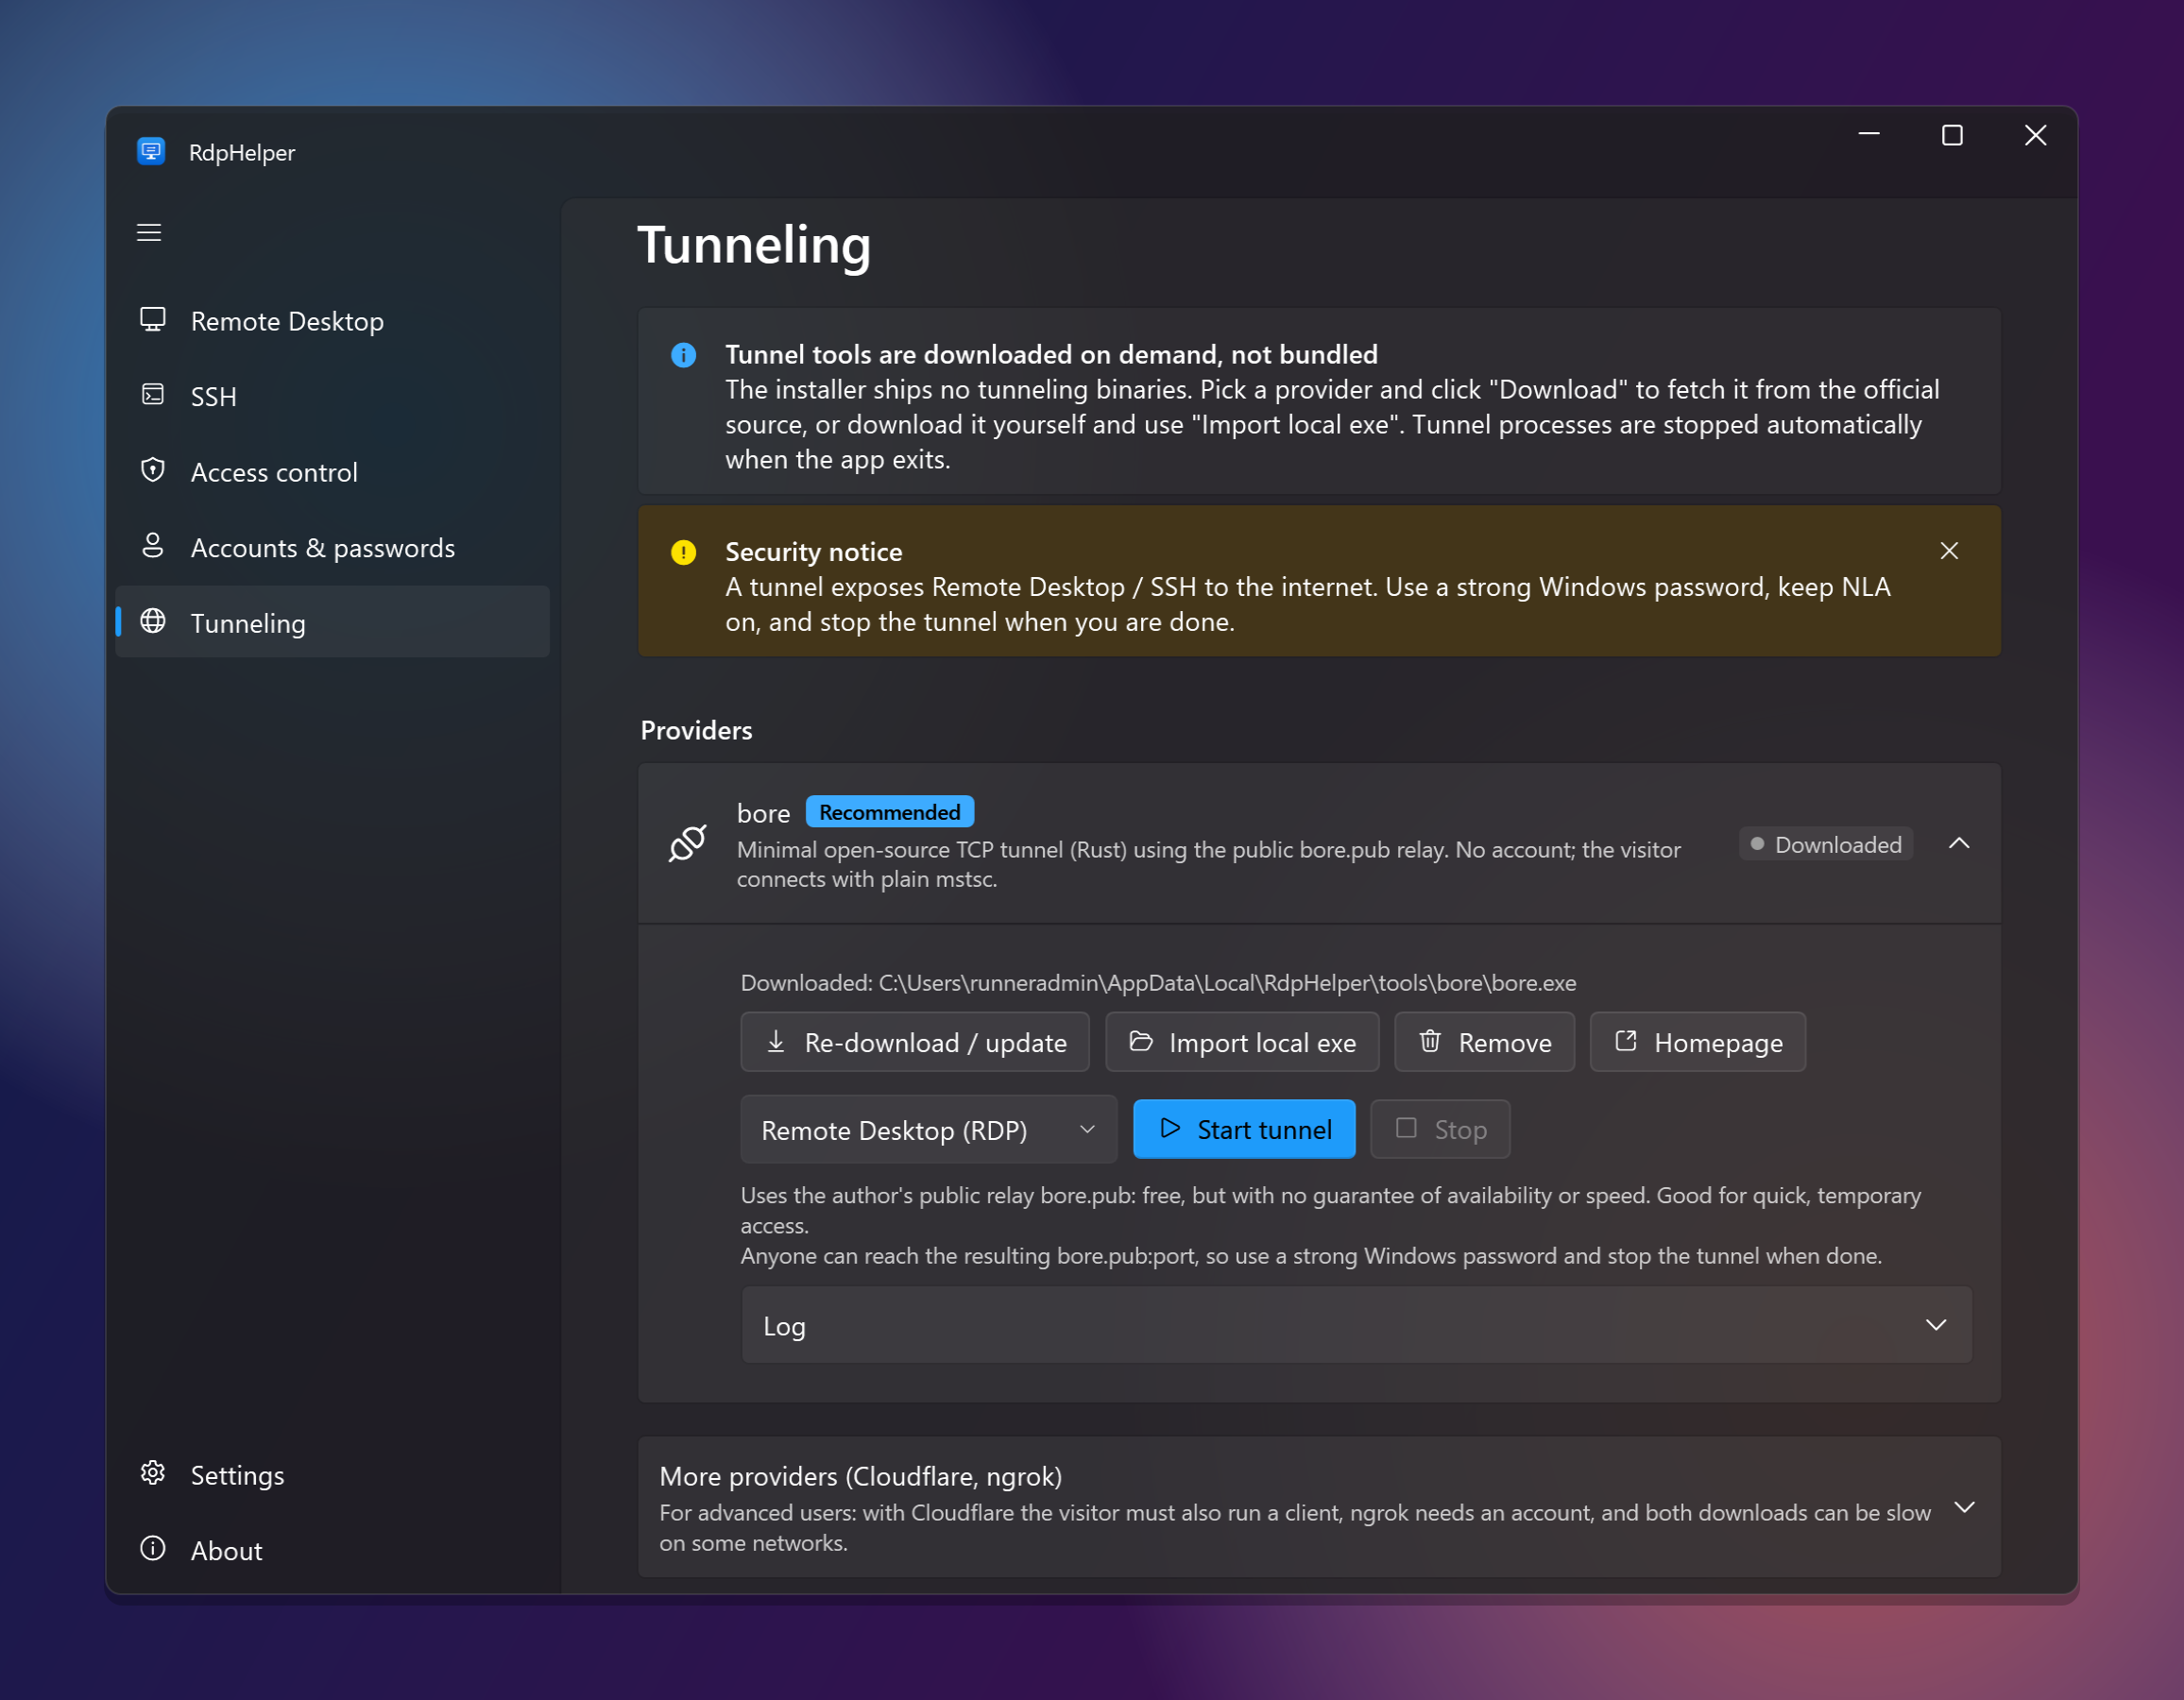 RdpHelper
Remote Desktop
SSH
Access control
Accounts & passwords
Tunneling
Settings
About
Tunneling
Tunnel tools are downloaded on demand, not bundled
The installer ships no tunneling binaries. Pick a provider and click "Download" to fetch it from the official
source, or download it yourself and use "Import local exe". Tunnel processes are stopped automatically
when the app exits.
Security notice
A tunnel exposes Remote Desktop / SSH to the internet. Use a strong Windows password, keep NLA
on, and stop the tunnel when you are done.
Providers
bore Recommended
Minimal open-source TCP tunnel (Rust) using the public bore.pub relay. No account; the visitor
connects with plain mstsc.
Downloaded
Downloaded: C:\Users\runneradmin\AppData\Local\RdpHelper\tools\bore\bore.exe
Re-download / update Import local exe Remove Homepage
Remote Desktop (RDP) Start tunnel Stop
Uses the author's public relay bore.pub: free, but with no guarantee of availability or speed. Good for quick, temporary
access.
Anyone can reach the resulting bore.pub:port, so use a strong Windows password and stop the tunnel when done.
Log
More providers (Cloudflare, ngrok)
For advanced users: with Cloudflare the visitor must also run a client, ngrok needs an account, and both downloads can be slow
on some networks.